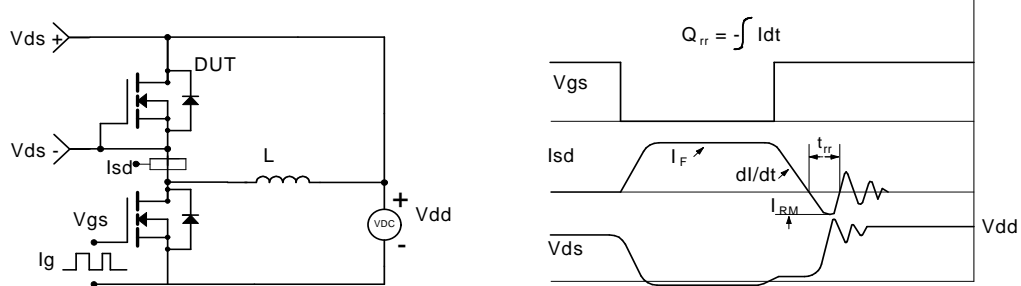 Vds +
DUT
Vds -
Isd
L
Vgs
Ig
+
VDC
-
Vdd
Q rr = - ∫ Idt
Vgs
Isd
I F
dI/dt
t rr
I RM
Vds
Vdd